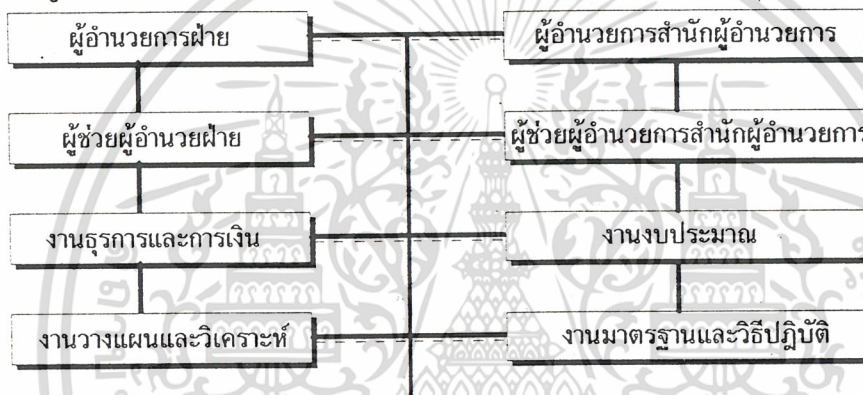 ผู้อำนวยการฝ่าย
ผู้อำนวยการสำนักผู้อำนวยการ
ผู้ช่วยผู้อำนวยฝ่าย
ผู้ช่วยผู้อำนวยการสำนักผู้อำนวยการ
งานธุรการและการเงิน
งานงบประมาณ
งานวางแผนและวิเคราะห์
งานมาตรฐานและวิธีปฎิบัติ